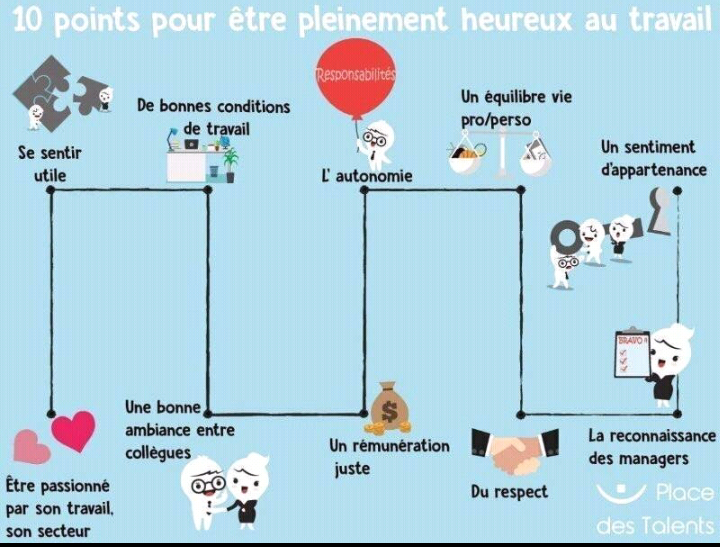 10 points pour être pleinement heureux au travail
Se sentir
utile
De bonnes conditions
de travail
Responsabilités
L' autonomie
Un équilibre vie
pro/perso
Un sentiment
d'appartenance
Être passionné
par son travail,
son secteur
Une bonne
ambiance entre
collègues
$
Un rémunération
juste
Du respect
BRAVO !!
La reconnaissance
des managers
Place
des Talents